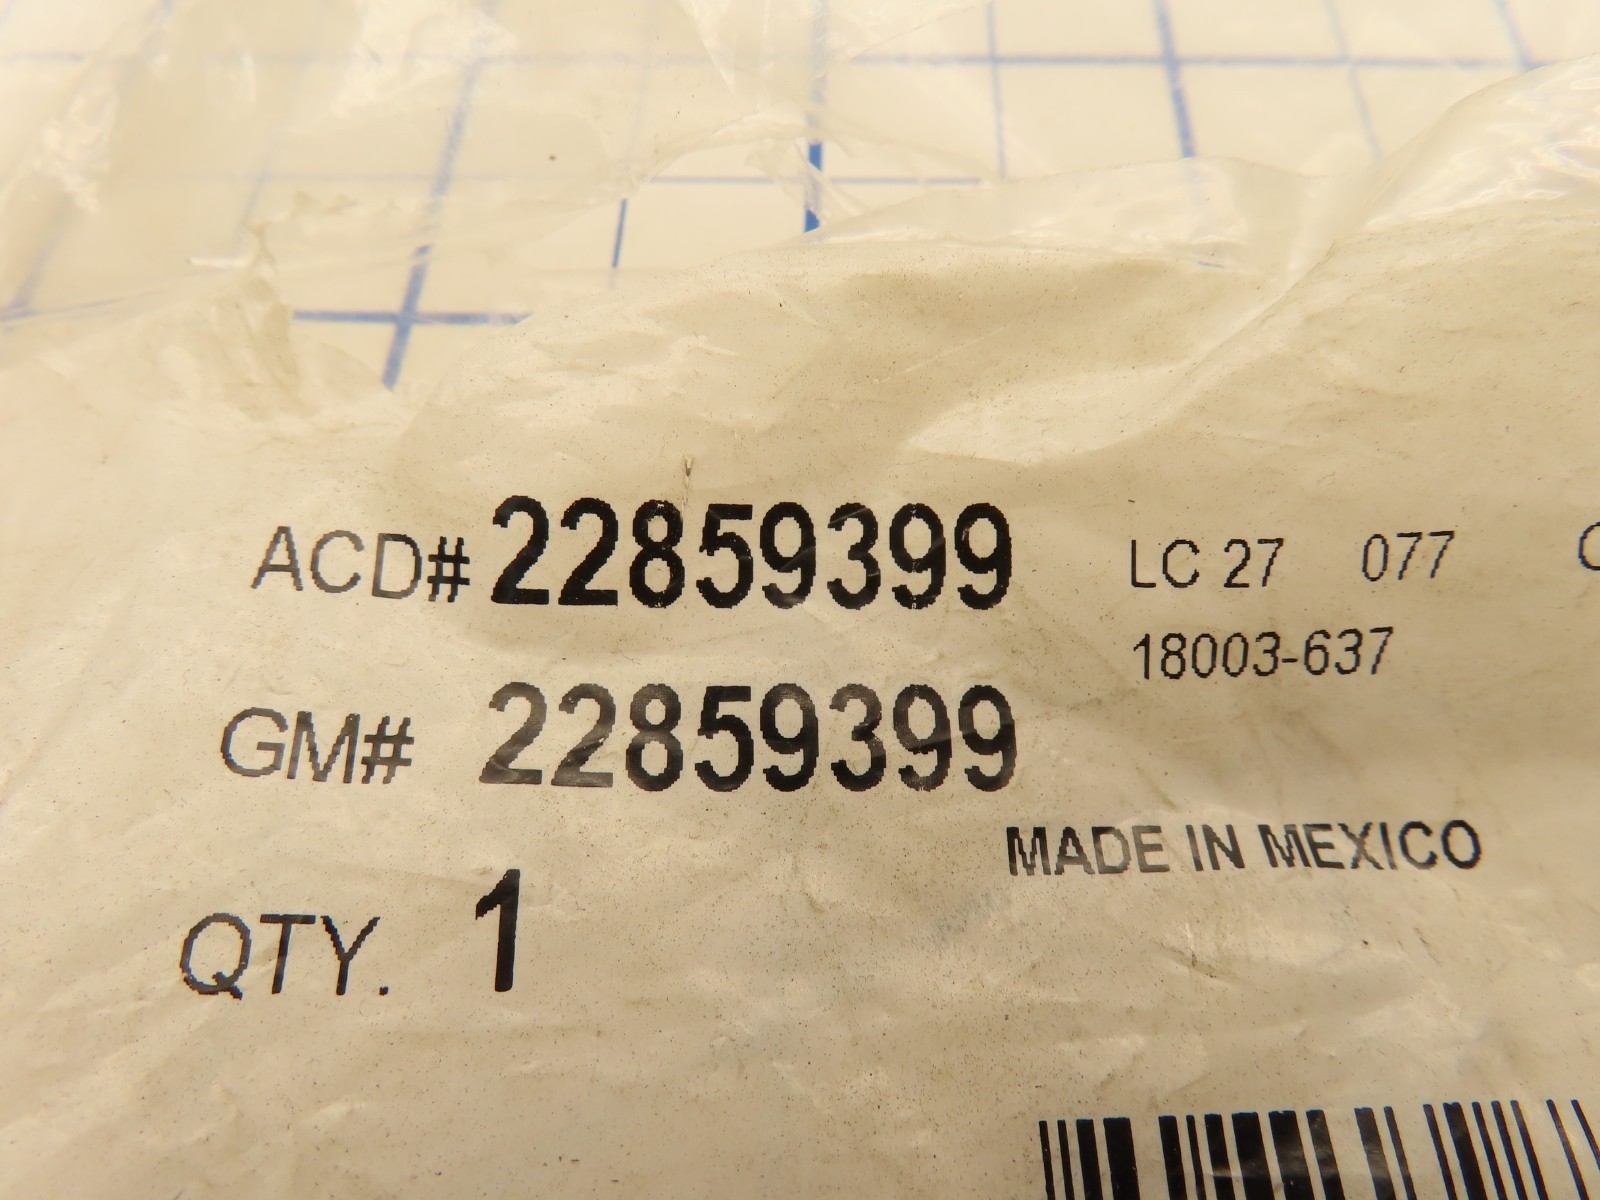 ACD# 22859399 LC 27 077
18003-637
GM# 22859399
MADE IN MEXICO
QTY. 1